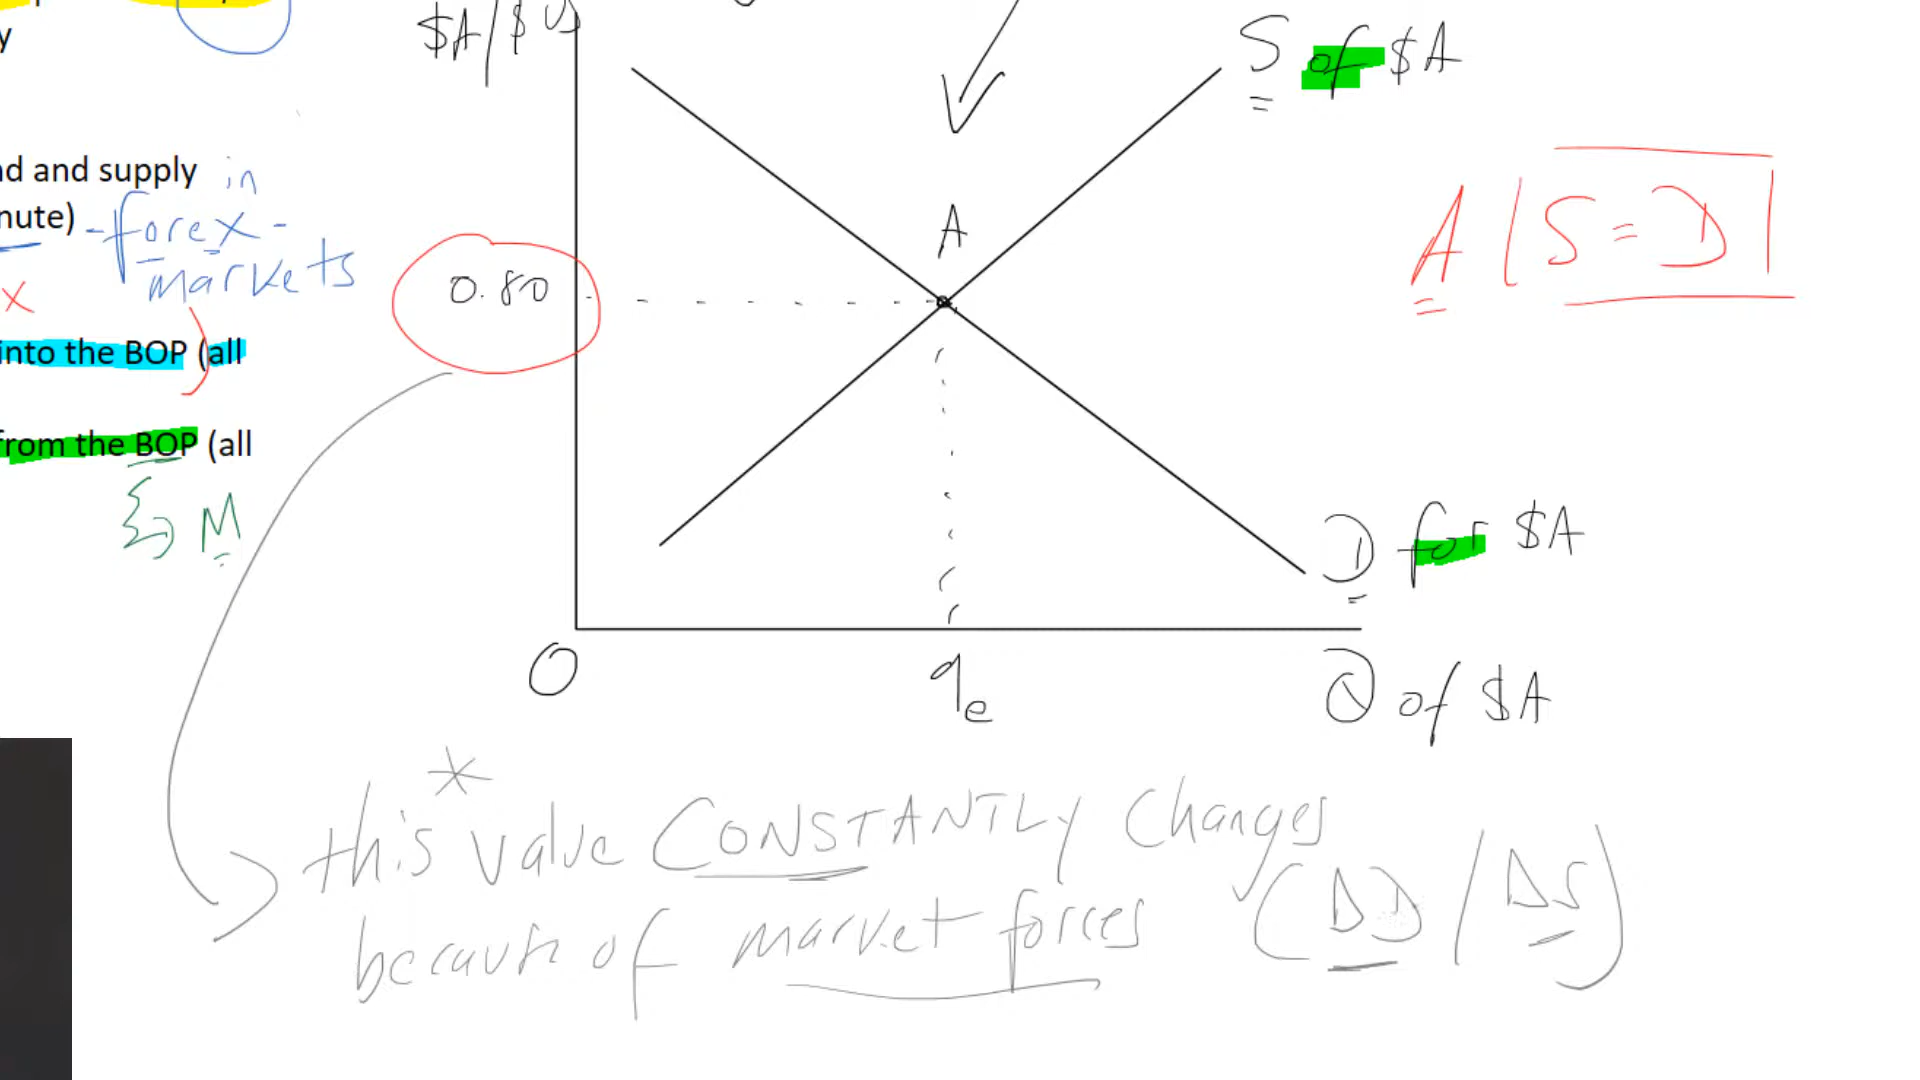 y
nd and supply in
nute) - forex -
markets
x
into the BOP (all
from the BOP (all
M
$A/$US
S of $A
A
A | S = D |
0.80
D for $A
O
qe
Q of $A
*
this value CONSTANTLY changes
because of market forces (ΔD / ΔS)